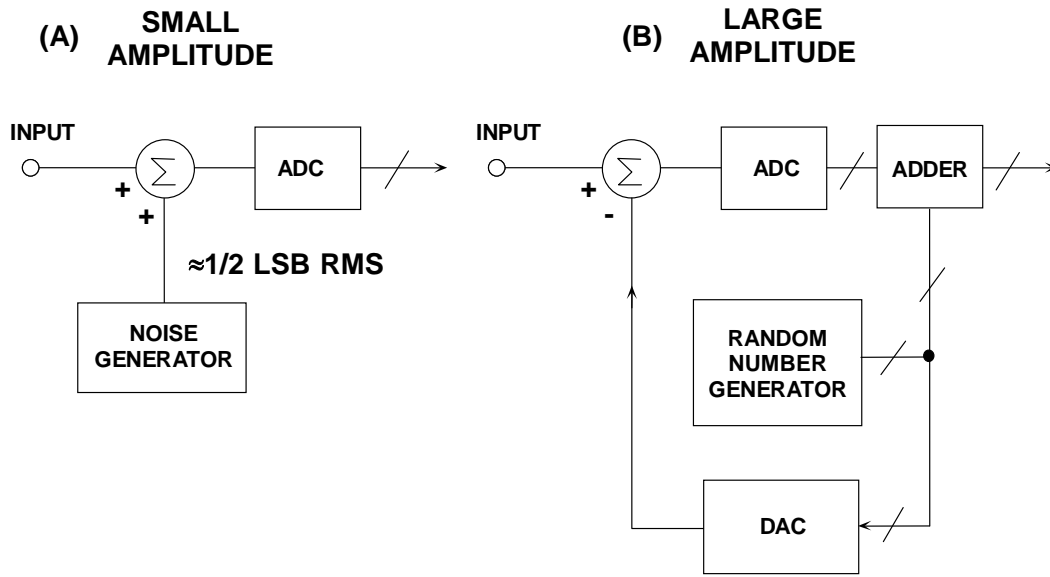 (A) SMALL
AMPLITUDE
INPUT
Σ
ADC
+
+
≈1/2 LSB RMS
NOISE
GENERATOR
(B) LARGE
AMPLITUDE
INPUT
Σ
ADC
ADDER
+
-
RANDOM
NUMBER
GENERATOR
DAC